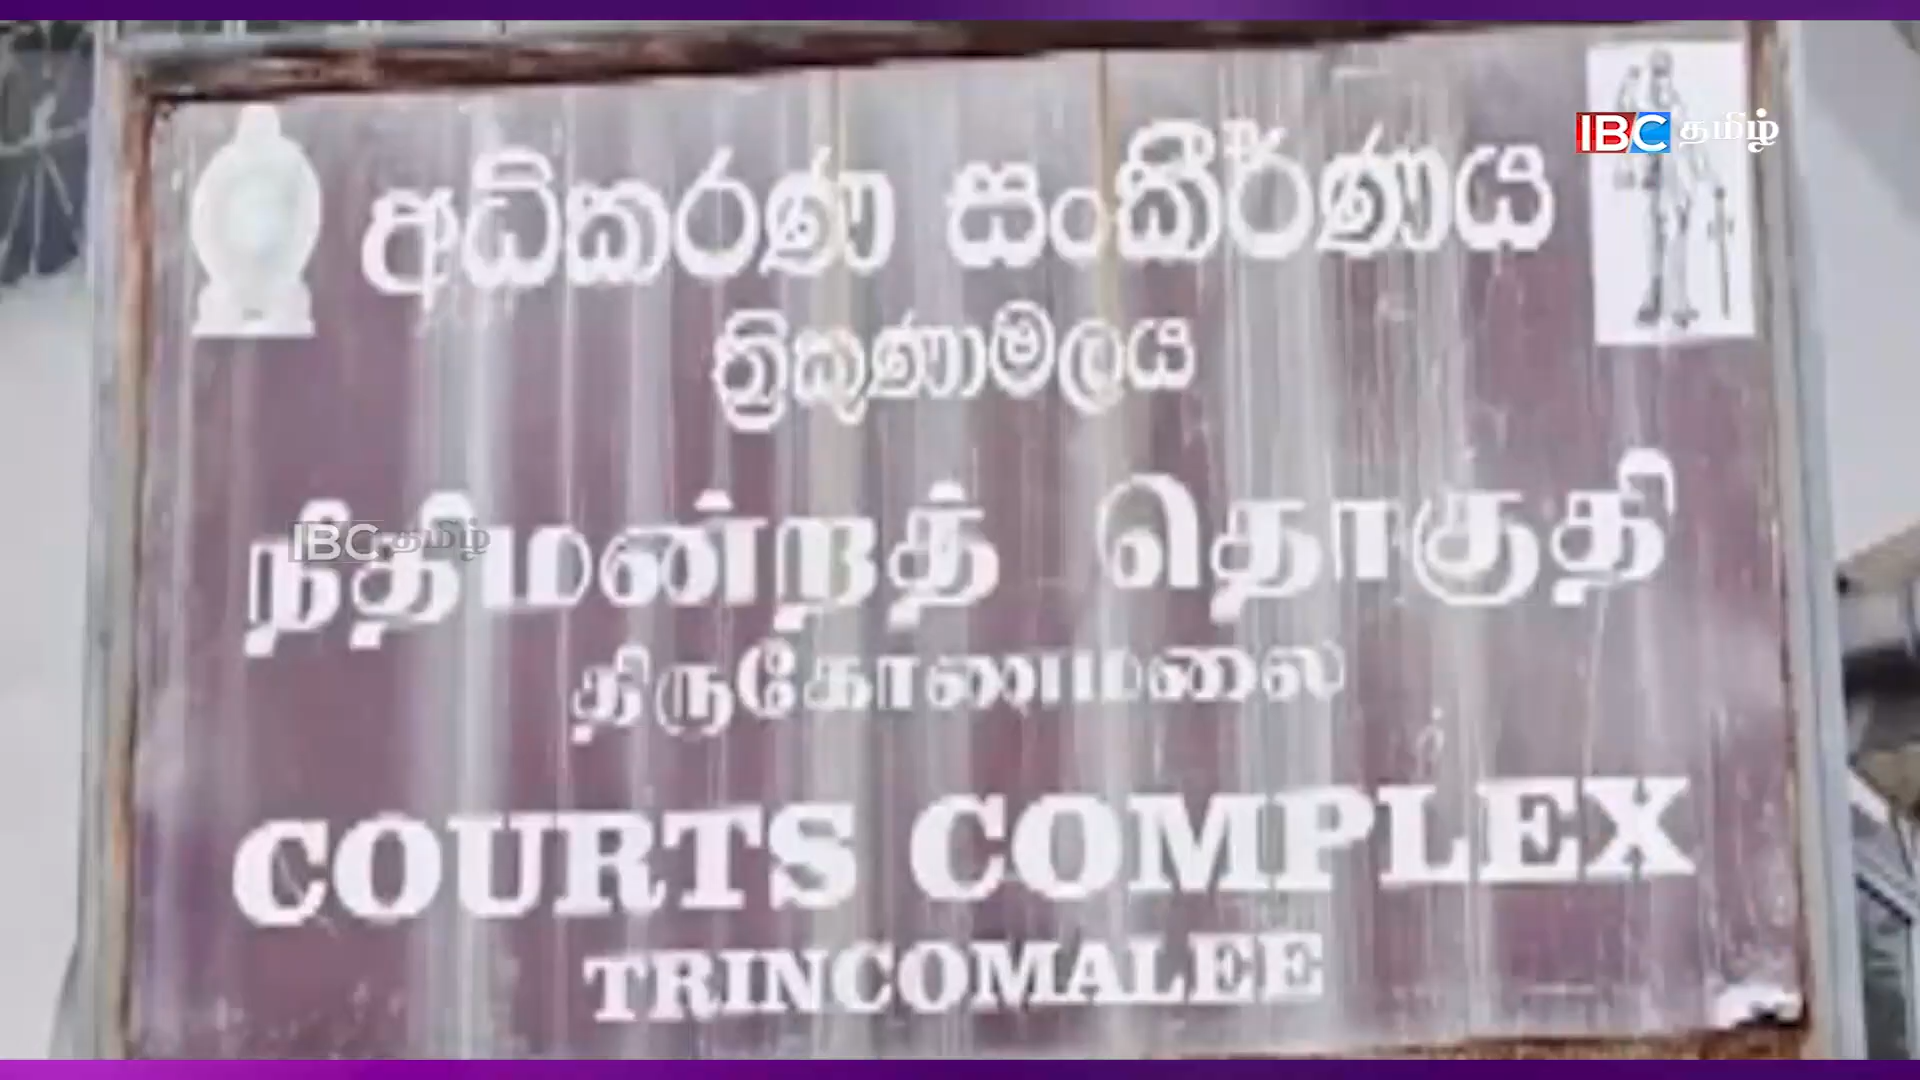 IBC தமிழ்
අධිකරණ සංකීර්ණය
ත්‍රිකුණාමලය
நீதிமன்றத் தொகுதி
IBC தமிழ்
திருகோணமலை
COURTS COMPLEX
TRINCOMALEE